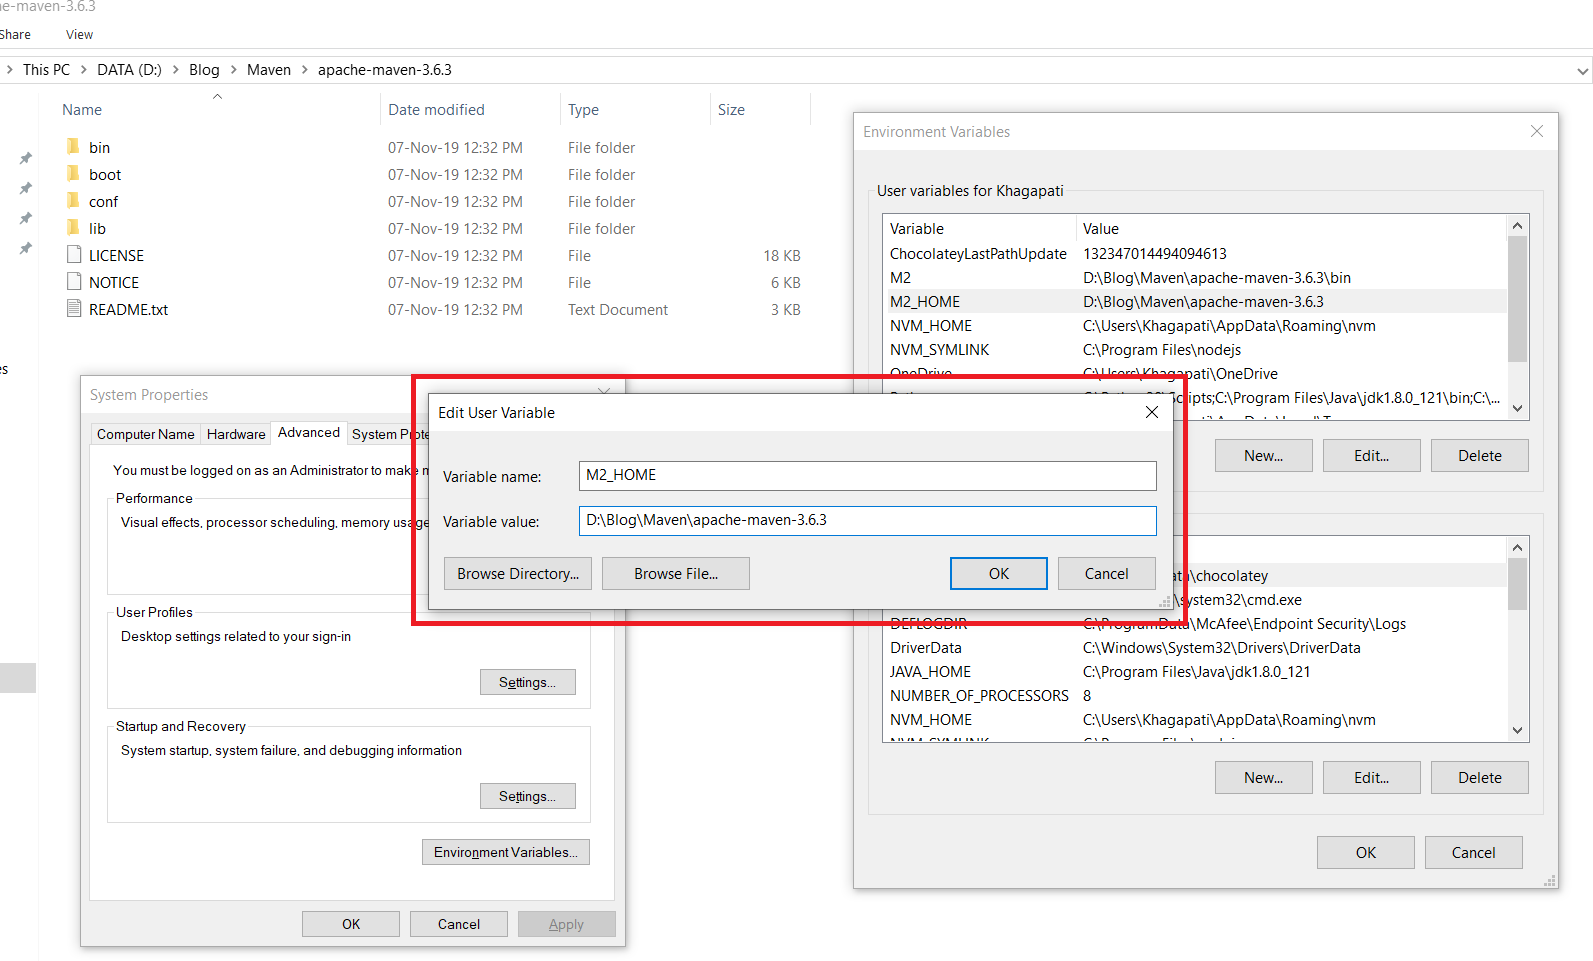 he-maven-3.6.3
Share View
This PC DATA (D:) Blog Maven apache-maven-3.6.3
Name Date modified Type Size
bin 07-Nov-19 12:32 PM File folder
boot 07-Nov-19 12:32 PM File folder
conf 07-Nov-19 12:32 PM File folder
lib 07-Nov-19 12:32 PM File folder
LICENSE 07-Nov-19 12:32 PM File 18 KB
NOTICE 07-Nov-19 12:32 PM File 6 KB
README.txt 07-Nov-19 12:32 PM Text Document 3 KB
es
System Properties
Computer Name Hardware Advanced System Prote
You must be logged on as an Administrator to make m
Performance
Visual effects, processor scheduling, memory usage
User Profiles
Desktop settings related to your sign-in
Settings...
Startup and Recovery
System startup, system failure, and debugging information
Settings...
Environment Variables...
OK Cancel Apply
Edit User Variable
Variable name: M2_HOME
Variable value: D:\Blog\Maven\apache-maven-3.6.3
Browse Directory... Browse File... OK Cancel
Environment Variables
User variables for Khagapati
Variable Value
ChocolateyLastPathUpdate 132347014494094613
M2 D:\Blog\Maven\apache-maven-3.6.3\bin
M2_HOME D:\Blog\Maven\apache-maven-3.6.3
NVM_HOME C:\Users\Khagapati\AppData\Roaming\nvm
NVM_SYMLINK C:\Program Files\nodejs
OneDrive C:\Users\Khagapati\OneDrive
Scripts;C:\Program Files\Java\jdk1.8.0_121\bin;C:\...
New... Edit... Delete
ata\chocolatey
\system32\cmd.exe
DEFLOGDIR C:\ProgramData\McAfee\Endpoint Security\Logs
DriverData C:\Windows\System32\Drivers\DriverData
JAVA_HOME C:\Program Files\Java\jdk1.8.0_121
NUMBER_OF_PROCESSORS 8
NVM_HOME C:\Users\Khagapati\AppData\Roaming\nvm
NVM_SYMLINK
New... Edit... Delete
OK Cancel